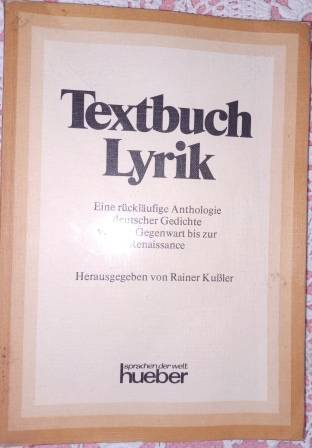 Textbuch
Lyrik
Eine rückläufige Anthologie
deutscher Gedichte
Gegenwart bis zur
Renaissance
Herausgegeben von Rainer Kußler
sprachen der welt
hueber